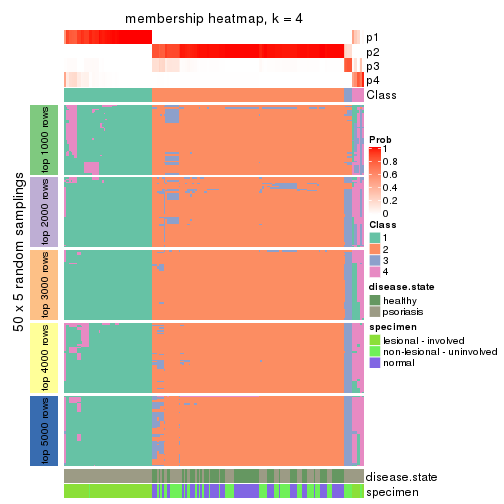 membership heatmap, k = 4
p1
p2
p3
p4
Class
50 x 5 random samplings
top 1000 rows
top 2000 rows
top 3000 rows
top 4000 rows
top 5000 rows
disease.state
specimen
Prob
1
0.8
0.6
0.4
0.2
0
Class
1
2
3
4
disease.state
healthy
psoriasis
specimen
lesional - involved
non-lesional - uninvolved
normal